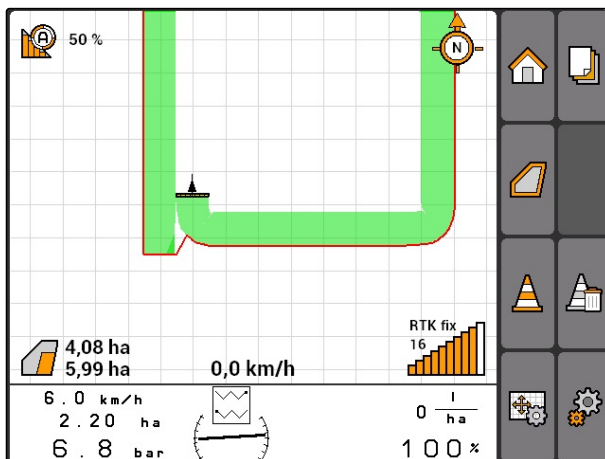 A
50 %
N
4,08 ha
5,99 ha
0,0 km/h
RTK fix
16
6.0 km/h
2.20 ha
6.8 bar
0 l/ha
100%